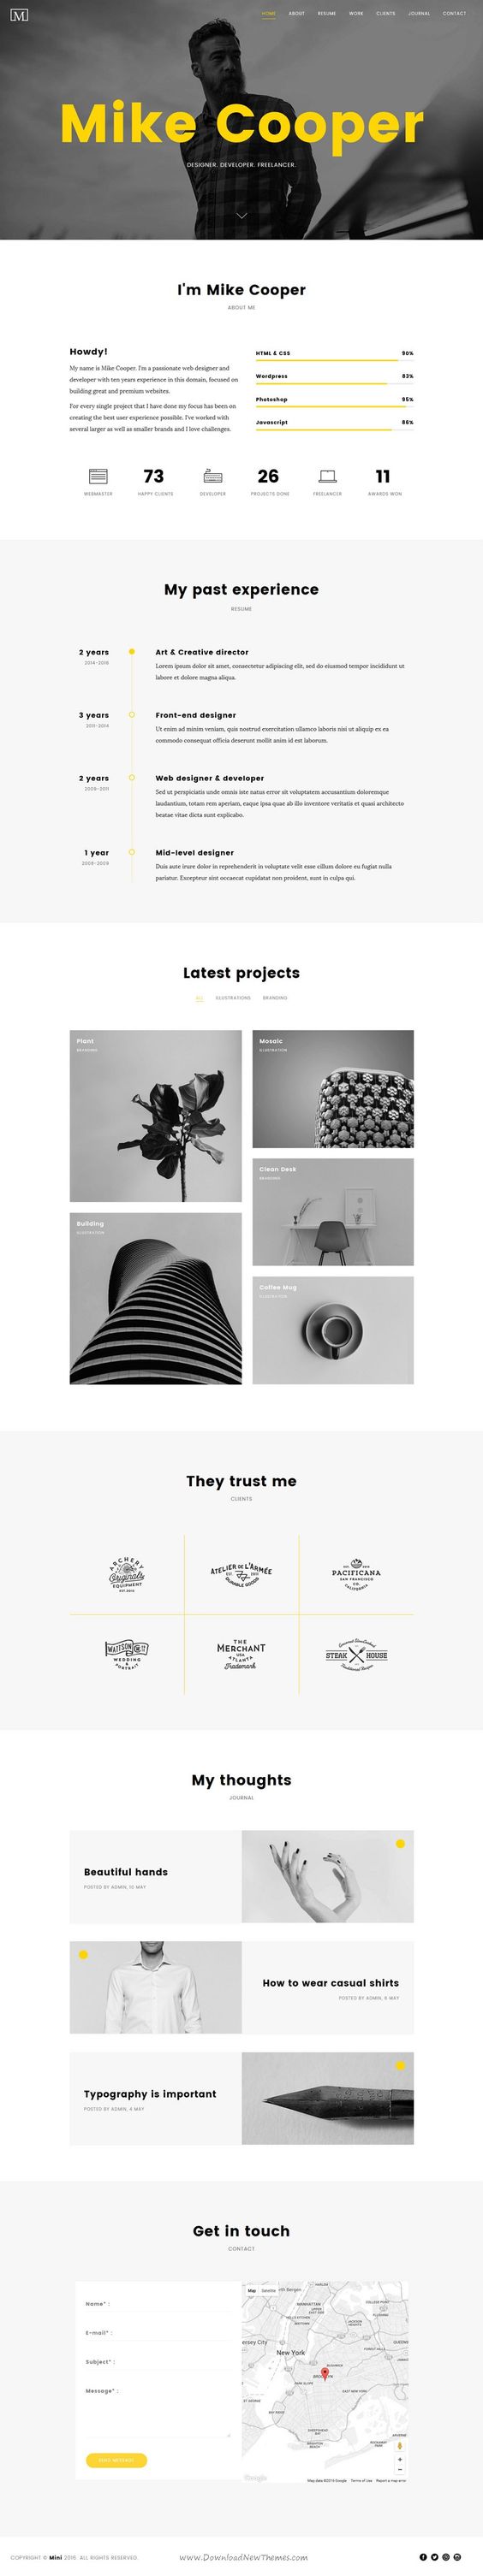 M
HOME ABOUT RESUME WORK CLIENTS JOURNAL CONTACT
Mike Cooper
DESIGNER. DEVELOPER. FREELANCER.
I'm Mike Cooper
ABOUT ME
Howdy!
My name is Mike Cooper. I'm a passionate web designer and
developer with ten years experience in this domain, focused on
building great and premium websites.
For every single project that I have done my focus has been on
creating the best user experience possible. I've worked with
several larger as well as smaller brands and I love challenges.
HTML & CSS 90%
Wordpress 83%
Photoshop 95%
Javascript 86%
WEBMASTER
73
HAPPY CLIENTS
DEVELOPER
26
PROJECTS DONE
FREELANCER
11
AWARDS WON
My past experience
RESUME
2 years
2014-2016
Art & Creative director
Lorem ipsum dolor sit amet, consectetur adipiscing elit, sed do eiusmod tempor incididunt ut
labore et dolore magna aliqua.
3 years
2011-2014
Front-end designer
Ut enim ad minim veniam, quis nostrud exercitation ullamco laboris nisi ut aliquip ex ea
commodo consequat officia deserunt mollit anim id est laborum.
2 years
2009-2011
Web designer & developer
Sed ut perspiciatis unde omnis iste natus error sit voluptatem accusantium doloremque
laudantium, totam rem aperiam, eaque ipsa quae ab illo inventore veritatis et quasi architecto
beatae vitae dicta sunt explicabo.
1 year
2008-2009
Mid-level designer
Duis aute irure dolor in reprehenderit in voluptate velit esse cillum dolore eu fugiat nulla
pariatur. Excepteur sint occaecat cupidatat non proident, sunt in culpa qui.
Latest projects
ALL ILLUSTRATIONS BRANDING
Plant
BRANDING
Mosaic
ILLUSTRATION
Clean Desk
BRANDING
Building
ILLUSTRATION
Coffee Mug
ILLUSTRATION
They trust me
CLIENTS
ARCHERY
Originals
EQUIPMENT
ATELIER DE L'ARMÉE
DURABLE GOODS
PACIFICANA
SAN FRANCISCO
CO.
CALIFORNIA
WATTSON
WEDDING
&
PORTRAIT
THE
MERCHANT
USA
ATLANTA
Trademark
STEAK HOUSE
My thoughts
JOURNAL
Beautiful hands
POSTED BY ADMIN, 10 MAY
How to wear casual shirts
POSTED BY ADMIN, 6 MAY
Typography is important
POSTED BY ADMIN, 4 MAY
Get in touch
CONTACT
Name* :
E-mail* :
Subject* :
Message* :
SEND MESSAGE
Map Satellite
MANHATTAN
New York
BROOKLYN
EAST NEW YORK
Google
Map data ©2016 Google Terms of Use Report a map error
COPYRIGHT © Mini 2016. ALL RIGHTS RESERVED.
www.DownloadNewThemes.com